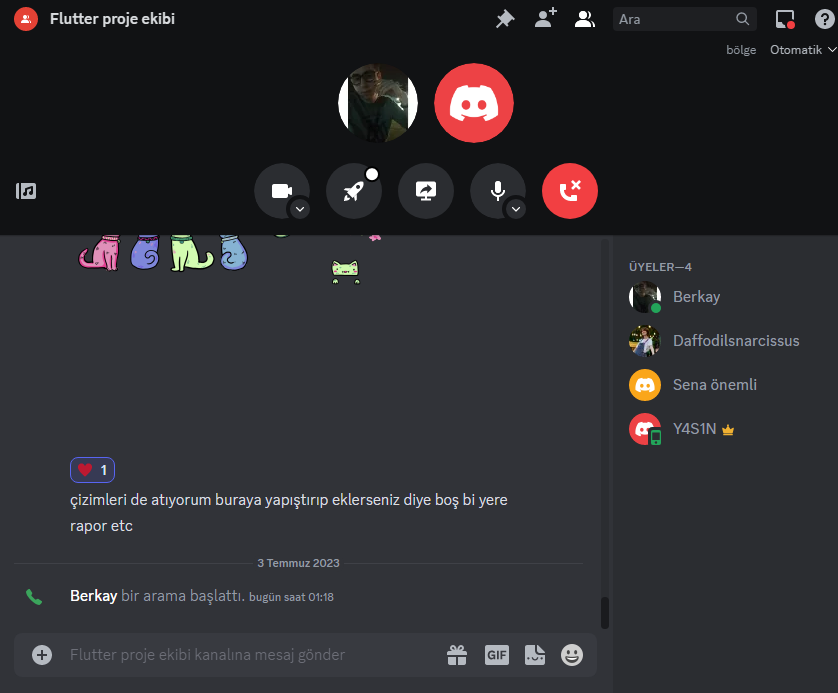 Flutter proje ekibi
Ara
bölge Otomatik
1
çizimleri de atıyorum buraya yapıştırıp eklerseniz diye boş bi yere
rapor etc
3 Temmuz 2023
Berkay bir arama başlattı. bugün saat 01:18
Flutter proje ekibi kanalına mesaj gönder
GIF
ÜYELER—4
Berkay
Daffodilsnarcissus
Sena önemli
Y4S1N